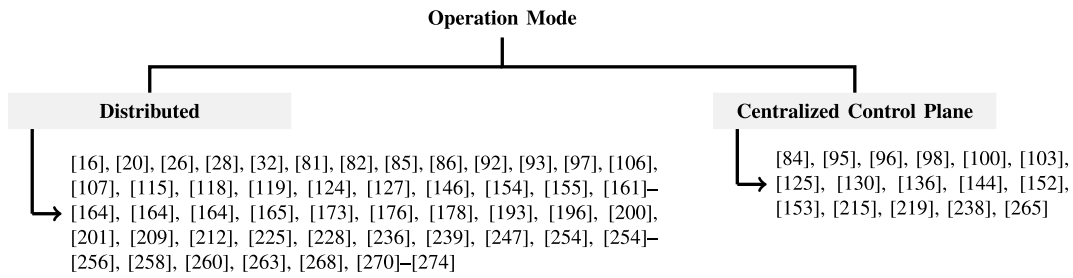 Operation Mode
Distributed
[16], [20], [26], [28], [32], [81], [82], [85], [86], [92], [93], [97], [106],
[107], [115], [118], [119], [124], [127], [146], [154], [155], [161]–
[164], [164], [164], [165], [173], [176], [178], [193], [196], [200],
[201], [209], [212], [225], [228], [236], [239], [247], [254], [254]–
[256], [258], [260], [263], [268], [270]–[274]
Centralized Control Plane
[84], [95], [96], [98], [100], [103],
[125], [130], [136], [144], [152],
[153], [215], [219], [238], [265]